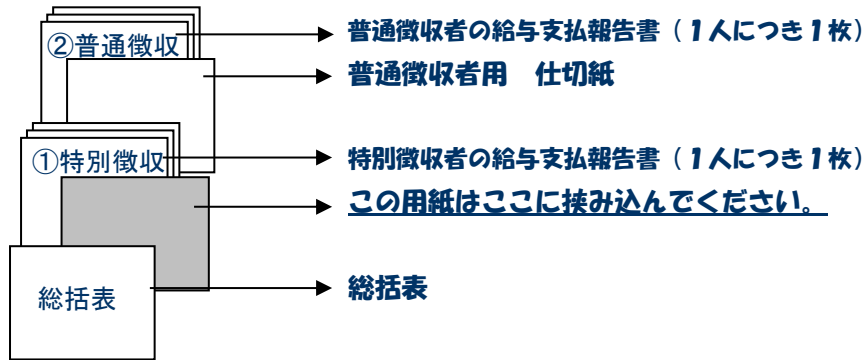 ②普通徴収
普通徴収者の給与支払報告書（１人につき１枚）
普通徴収者用　仕切紙
①特別徴収
特別徴収者の給与支払報告書（１人につき１枚）
この用紙はここに挟み込んでください。
総括表
総括表